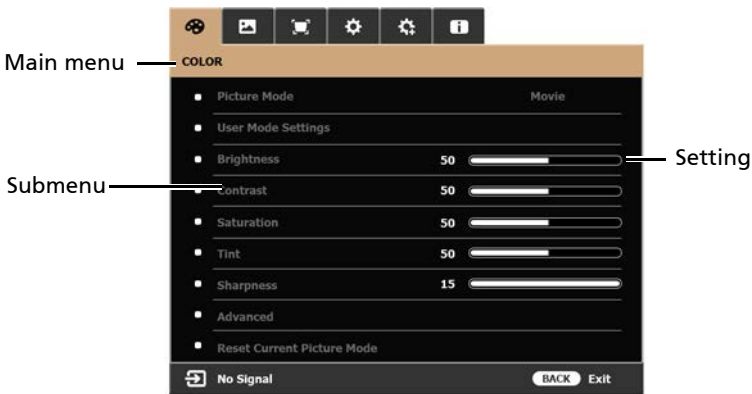 Main menu
COLOR
Picture Mode Movie
User Mode Settings
Brightness 50
Setting
Submenu
Contrast 50
Saturation 50
Tint 50
Sharpness 15
Advanced
Reset Current Picture Mode
No Signal BACK Exit